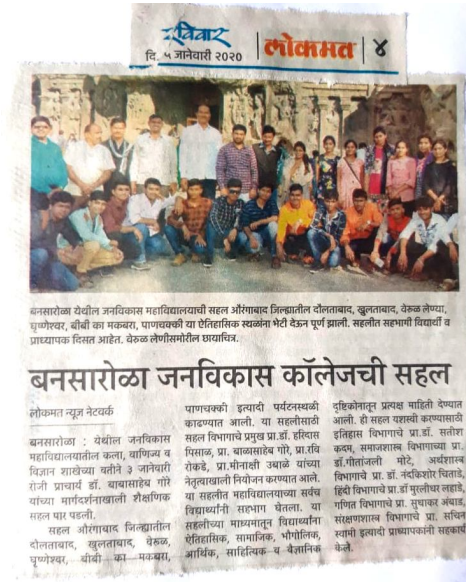 रविवार
दि. ५ जानेवारी २०२०
लोकमत
४
बनसारोळा येथील जनविकास महाविद्यालयाची सहल औरंगाबाद जिल्ह्यातील दौलताबाद, खुलताबाद, वेरूळ लेण्या,
घृष्णेश्वर, बीबी का मकबरा, पाणचक्की या ऐतिहासिक स्थळांना भेटी देऊन पूर्ण झाली. सहलीत सहभागी विद्यार्थी व
प्राध्यापक दिसत आहेत. वेरुळ लेणीसमोरील छायाचित्र.
बनसारोळा जनविकास कॉलेजची सहल
लोकमत न्यूज नेटवर्क
बनसारोळा : येथील जनविकास
महाविद्यालयातील कला, वाणिज्य व
विज्ञान शाखेच्या वतीने ३ जानेवारी
रोजी प्राचार्य डॉ. बाबासाहेब गोरे
यांच्या मार्गदर्शनाखाली शैक्षणिक
सहल पार पडली.
सहल औरंगाबाद जिल्ह्यातील
दौलताबाद, खुलताबाद, वेरूळ,
घृष्णेश्वर, बीबी का मकबरा,
पाणचक्की इत्यादी पर्यटनस्थळी
काढण्यात आली. या सहलीसाठी
सहल विभागाचे प्रमुख प्रा.डॉ. हरिदास
पिसाळ, प्रा. बाळासाहेब गोरे, प्रा.रवि
रोकडे, प्रा.मीनाक्षी उबाळे यांच्या
नेतृत्वाखाली नियोजन करण्यात आले.
या सहलीत महाविद्यालयाच्या सर्वच
विद्यार्थ्यांनी सहभाग घेतला. या
सहलीच्या माध्यमातून विद्यार्थ्यांना
ऐतिहासिक, सामाजिक, भौगोलिक,
आर्थिक, साहित्यिक व वैज्ञानिक
दृष्टिकोनातून प्रत्यक्ष माहिती देण्यात
आली. ही सहल यशस्वी करण्यासाठी
इतिहास विभागाचे प्रा.डॉ. सतीश
कदम, समाजशास्त्र विभागाच्या प्रा.
डॉ.गीतांजली मोटे, अर्थशास्त्र
विभागाचे प्रा. डॉ. नंदकिशोर चिताडे,
हिंदी विभागाचे प्रा.डॉ मुरलीधर लहाडे,
गणित विभागाचे प्रा. सुधाकर अंबाड,
संरक्षणशास्त्र विभागाचे प्रा. सचिन
स्वामी इत्यादी प्राध्यापकांनी सहकार्य
केले.